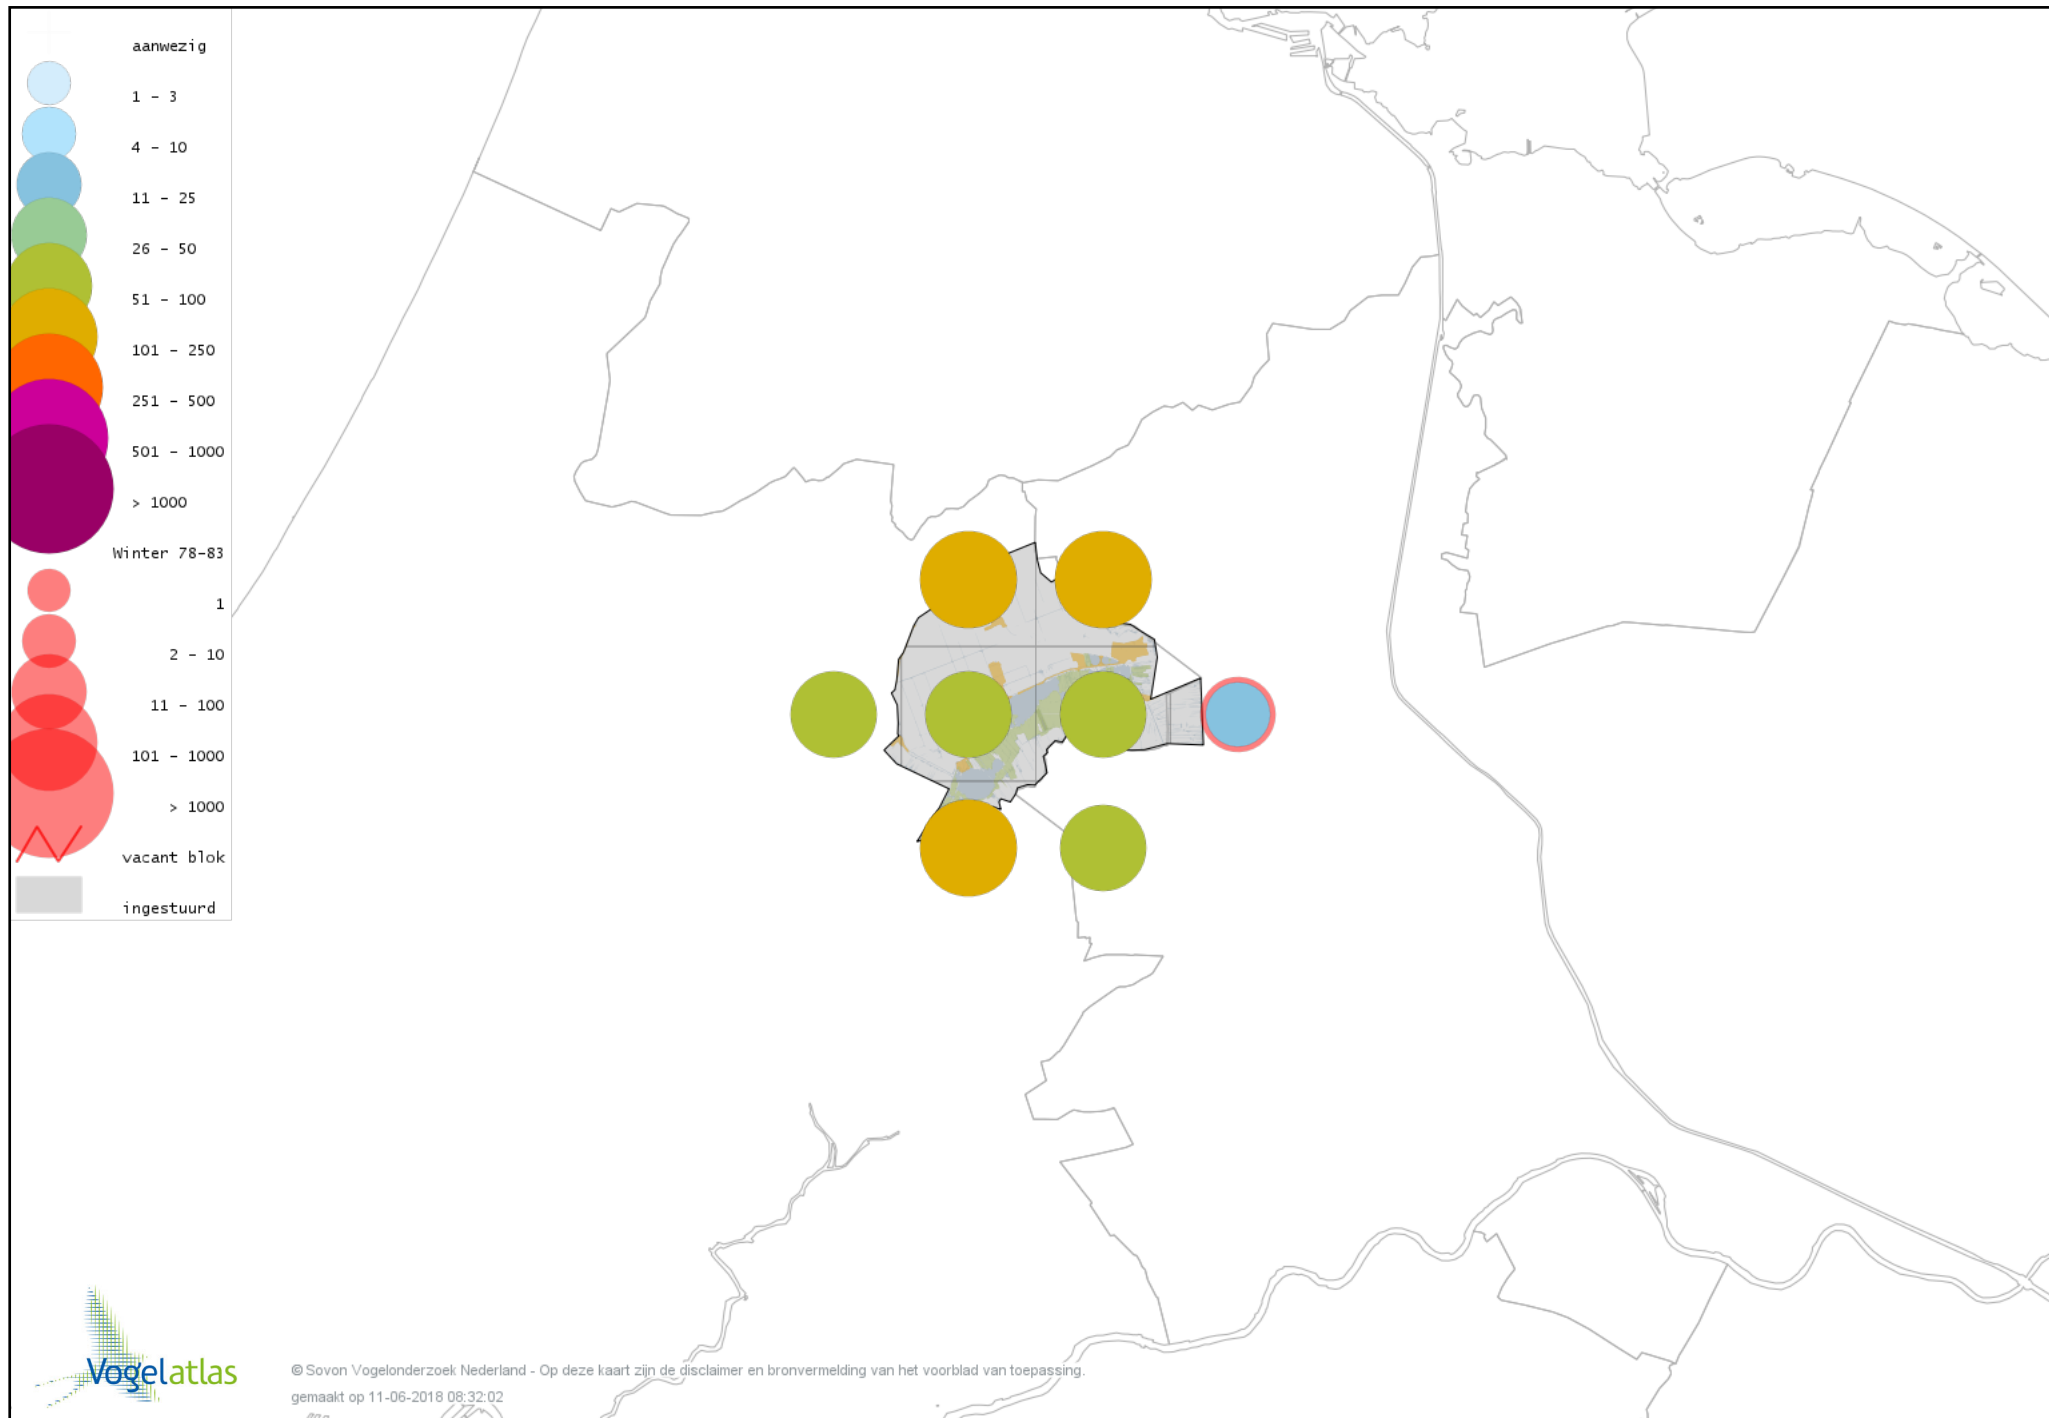 aanwezig
1 - 3
4 - 10
11 - 25
26 - 50
51 - 100
101 - 250
251 - 500
501 - 1000
> 1000
Winter 78-83
1
2 - 10
11 - 100
101 - 1000
> 1000
vacant blok
ingestuurd
Vogelatlas
© Sovon Vogelonderzoek Nederland - Op deze kaart zijn de disclaimer en bronvermelding van het voorblad van toepassing.
gemaakt op 11-06-2018 08:32:02